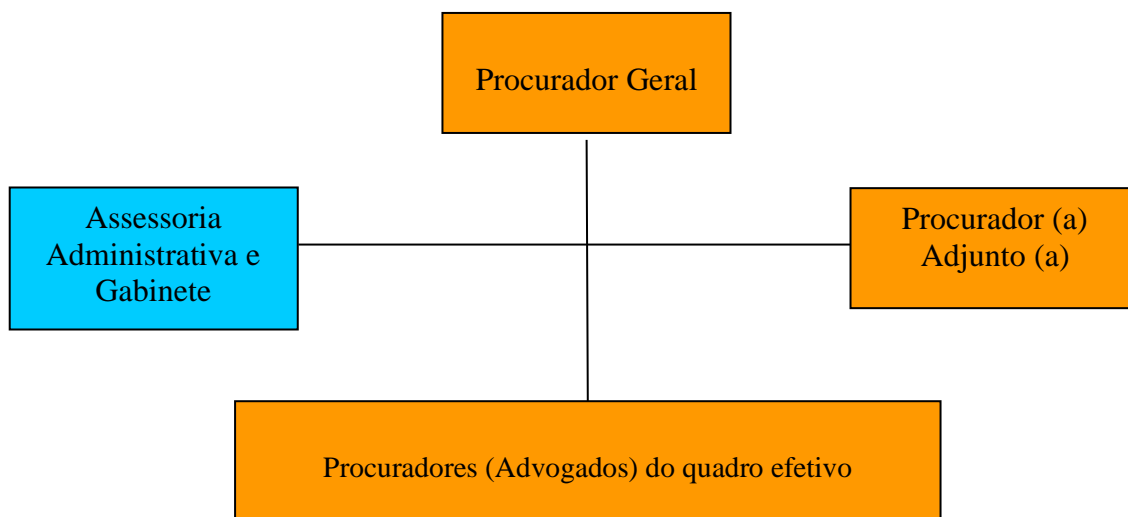 Procurador Geral
Assessoria
Administrativa e
Gabinete
Procurador (a)
Adjunto (a)
Procuradores (Advogados) do quadro efetivo